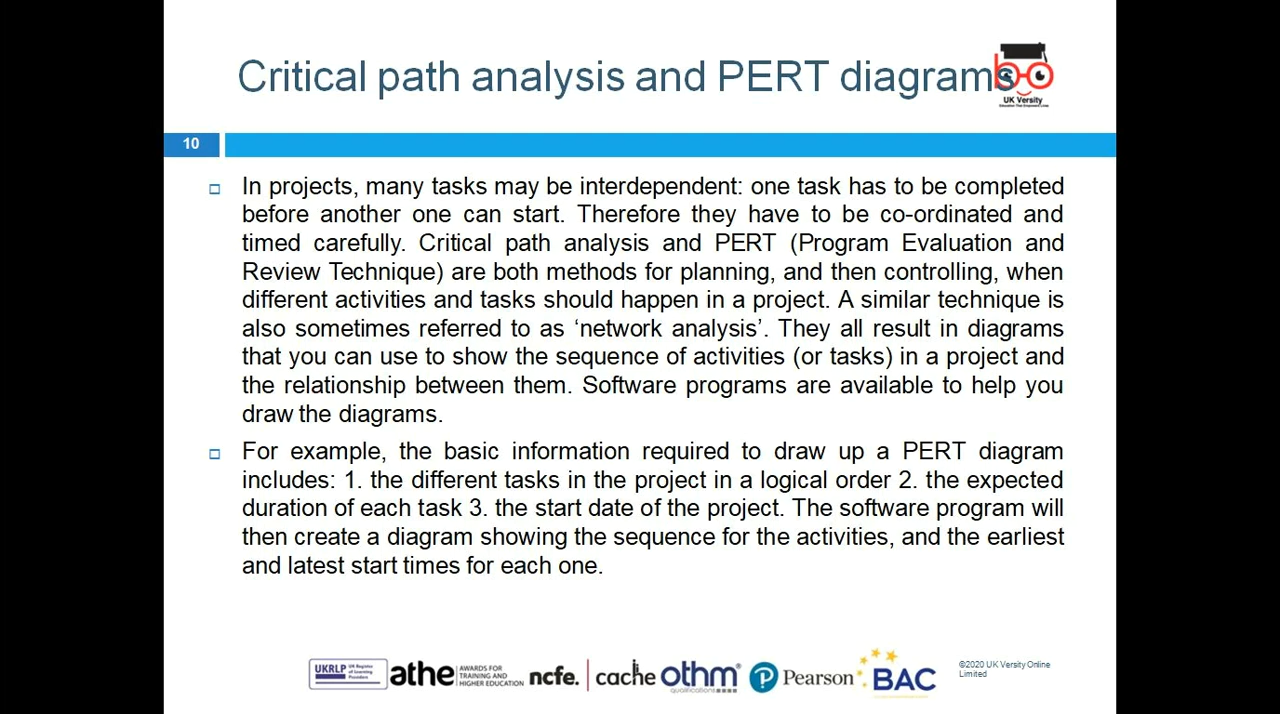 Critical path analysis and PERT diagrams
UK Versity
10
In projects, many tasks may be interdependent: one task has to be completed
before another one can start. Therefore they have to be co-ordinated and
timed carefully. Critical path analysis and PERT (Program Evaluation and
Review Technique) are both methods for planning, and then controlling, when
different activities and tasks should happen in a project. A similar technique is
also sometimes referred to as ‘network analysis’. They all result in diagrams
that you can use to show the sequence of activities (or tasks) in a project and
the relationship between them. Software programs are available to help you
draw the diagrams.
For example, the basic information required to draw up a PERT diagram
includes: 1. the different tasks in the project in a logical order 2. the expected
duration of each task 3. the start date of the project. The software program will
then create a diagram showing the sequence for the activities, and the earliest
and latest start times for each one.
UKRLP
athe
AWARDS FOR
TRAINING AND
HIGHER EDUCATION
ncfe.
cache
othm
qualifications
Pearson
BAC
©2020 UK Versity Online
Limited